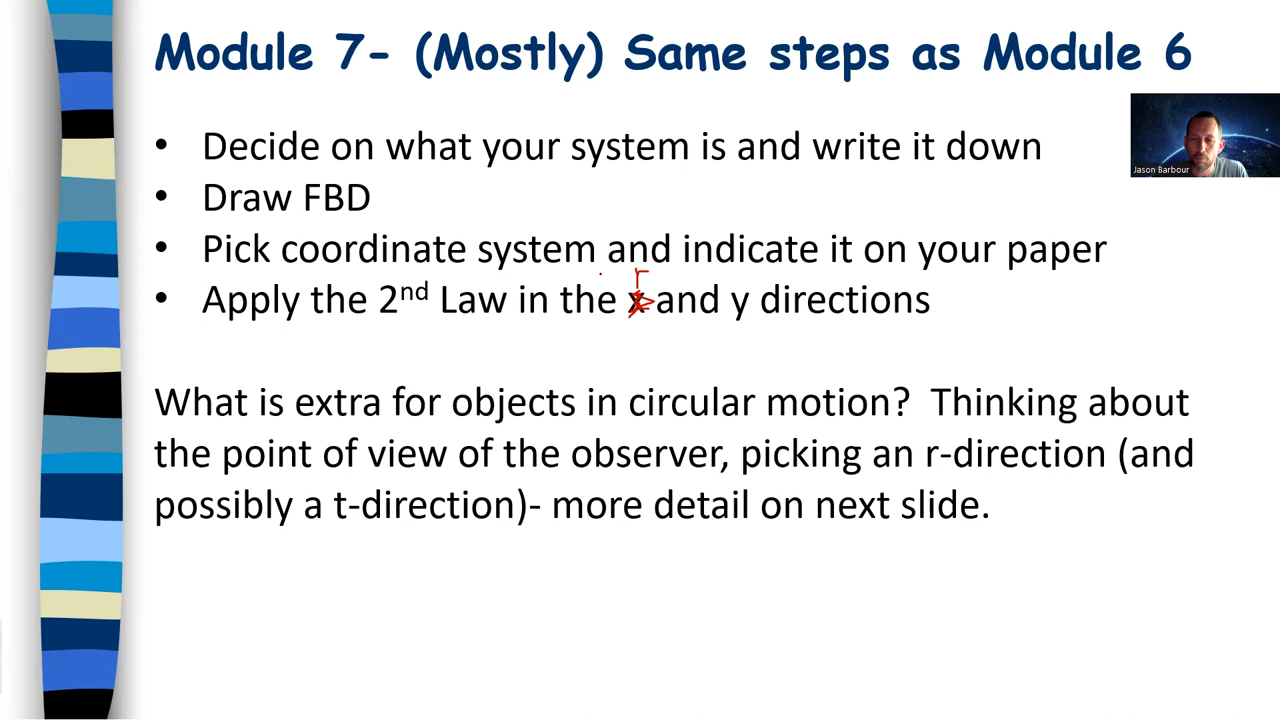 Module 7- (Mostly) Same steps as Module 6
• Decide on what your system is and write it down
Jason Barbour
• Draw FBD
• Pick coordinate system and indicate it on your paper
r
• Apply the 2nd Law in the x and y directions
What is extra for objects in circular motion? Thinking about
the point of view of the observer, picking an r-direction (and
possibly a t-direction)- more detail on next slide.